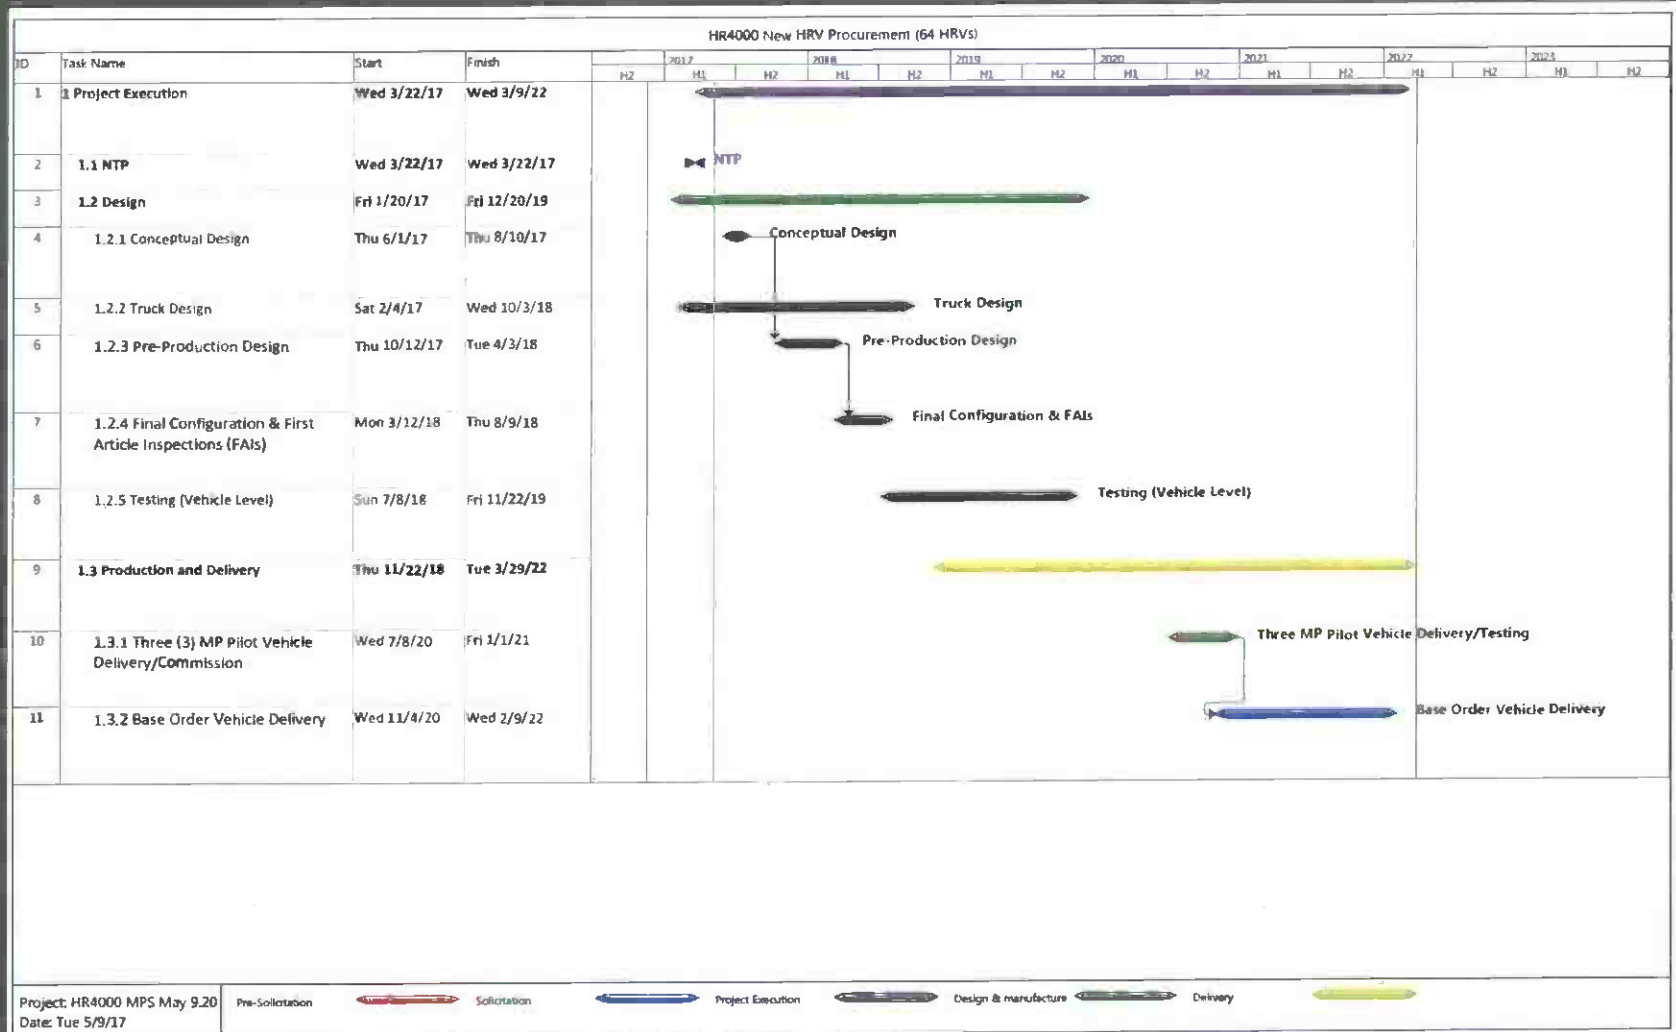 HR4000 New HRV Procurement (64 HRVs)
ID Task Name Start Finish 2017 2018 2019 2020 2021 2022 2023
H2 H1 H2 H1 H2 H1 H2 H1 H2 H1 H2 H1 H2 H1 H2
1 1 Project Execution Wed 3/22/17 Wed 3/9/22
2 1.1 NTP Wed 3/22/17 Wed 3/22/17 NTP
3 1.2 Design Fri 1/20/17 Fri 12/20/19
4 1.2.1 Conceptual Design Thu 6/1/17 Thu 8/10/17 Conceptual Design
5 1.2.2 Truck Design Sat 2/4/17 Wed 10/3/18 Truck Design
6 1.2.3 Pre-Production Design Thu 10/12/17 Tue 4/3/18 Pre-Production Design
7 1.2.4 Final Configuration & First Mon 3/12/18 Thu 8/9/18 Final Configuration & FAIs
Article Inspections (FAIs)
8 1.2.5 Testing (Vehicle Level) Sun 7/8/18 Fri 11/22/19 Testing (Vehicle Level)
9 1.3 Production and Delivery Thu 11/22/18 Tue 3/29/22
10 1.3.1 Three (3) MP Pilot Vehicle Wed 7/8/20 Fri 1/1/21 Three MP Pilot Vehicle Delivery/Testing
Delivery/Commission
11 1.3.2 Base Order Vehicle Delivery Wed 11/4/20 Wed 2/9/22 Base Order Vehicle Delivery
Project: HR4000 MPS May 9.20 Pre-Solicitation Solicitation Project Execution Design & manufacture Delivery
Date: Tue 5/9/17